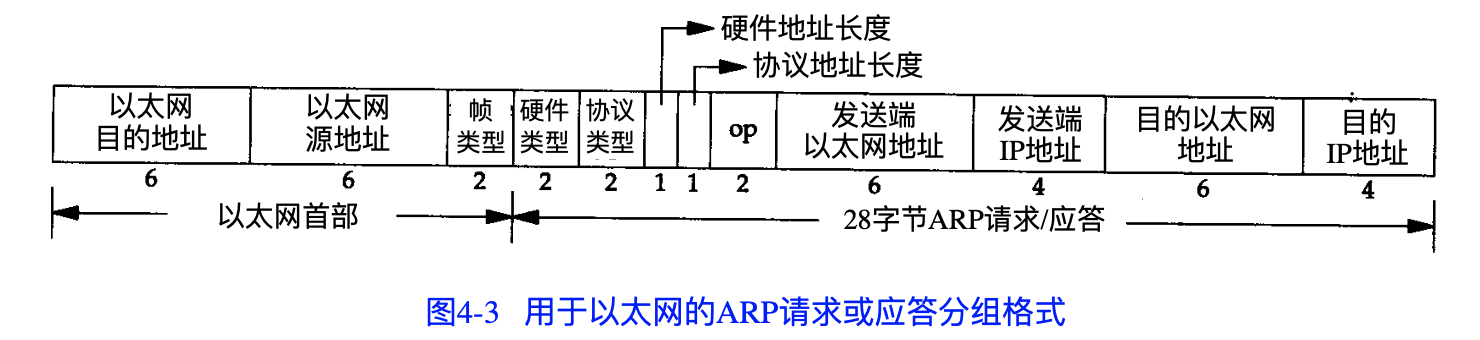 硬件地址长度
协议地址长度
以太网
目的地址
以太网
源地址
帧
类型
硬件
类型
协议
类型
op
发送端
以太网地址
发送端
IP地址
目的以太网
地址
目的
IP地址
6 6 2 2 2 1 1 2 6 4 6 4
以太网首部 28字节ARP请求/应答
图4-3 用于以太网的ARP请求或应答分组格式